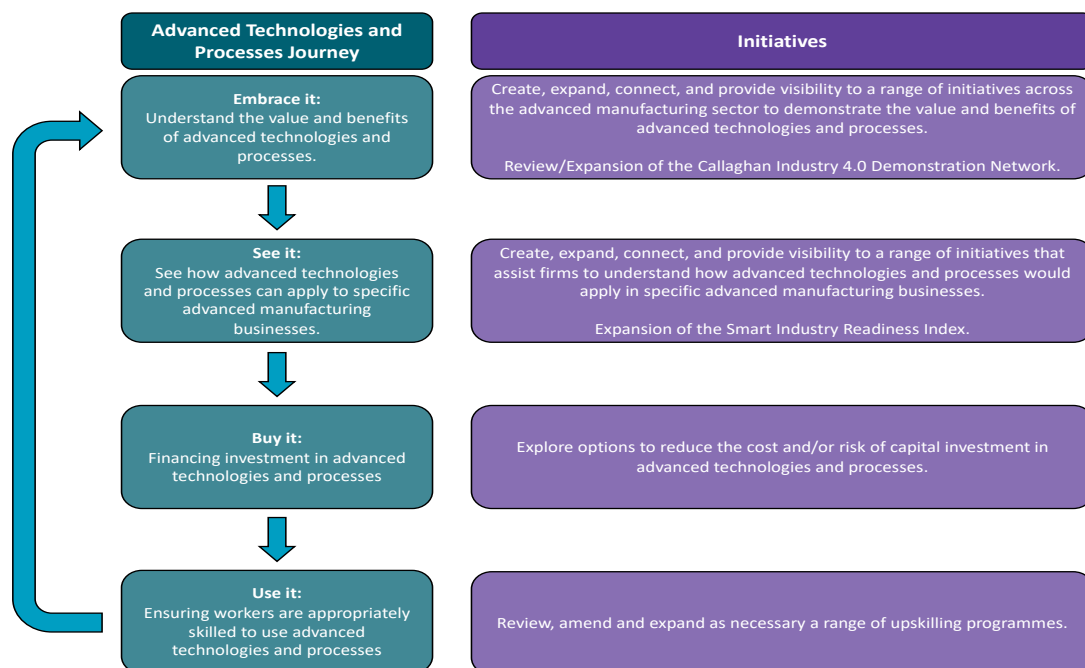 Advanced Technologies and
Processes Journey
Initiatives
Embrace it:
Understand the value and benefits
of advanced technologies and
processes.
Create, expand, connect, and provide visibility to a range of initiatives across
the advanced manufacturing sector to demonstrate the value and benefits of
advanced technologies and processes.
Review/Expansion of the Callaghan Industry 4.0 Demonstration Network.
See it:
See how advanced technologies
and processes can apply to specific
advanced manufacturing
businesses.
Create, expand, connect, and provide visibility to a range of initiatives that
assist firms to understand how advanced technologies and processes would
apply in specific advanced manufacturing businesses.
Expansion of the Smart Industry Readiness Index.
Buy it:
Financing investment in advanced
technologies and processes
Explore options to reduce the cost and/or risk of capital investment in
advanced technologies and processes.
Use it:
Ensuring workers are appropriately
skilled to use advanced
technologies and processes
Review, amend and expand as necessary a range of upskilling programmes.